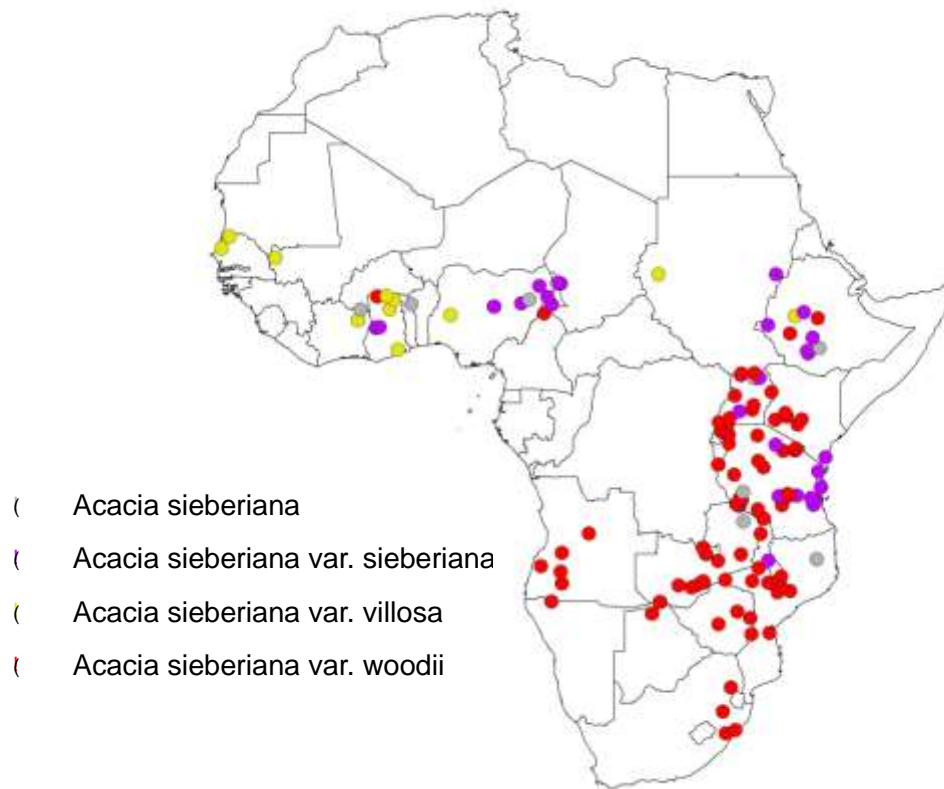 Acacia sieberiana
Acacia sieberiana var. sieberiana
Acacia sieberiana var. villosa
Acacia sieberiana var. woodii